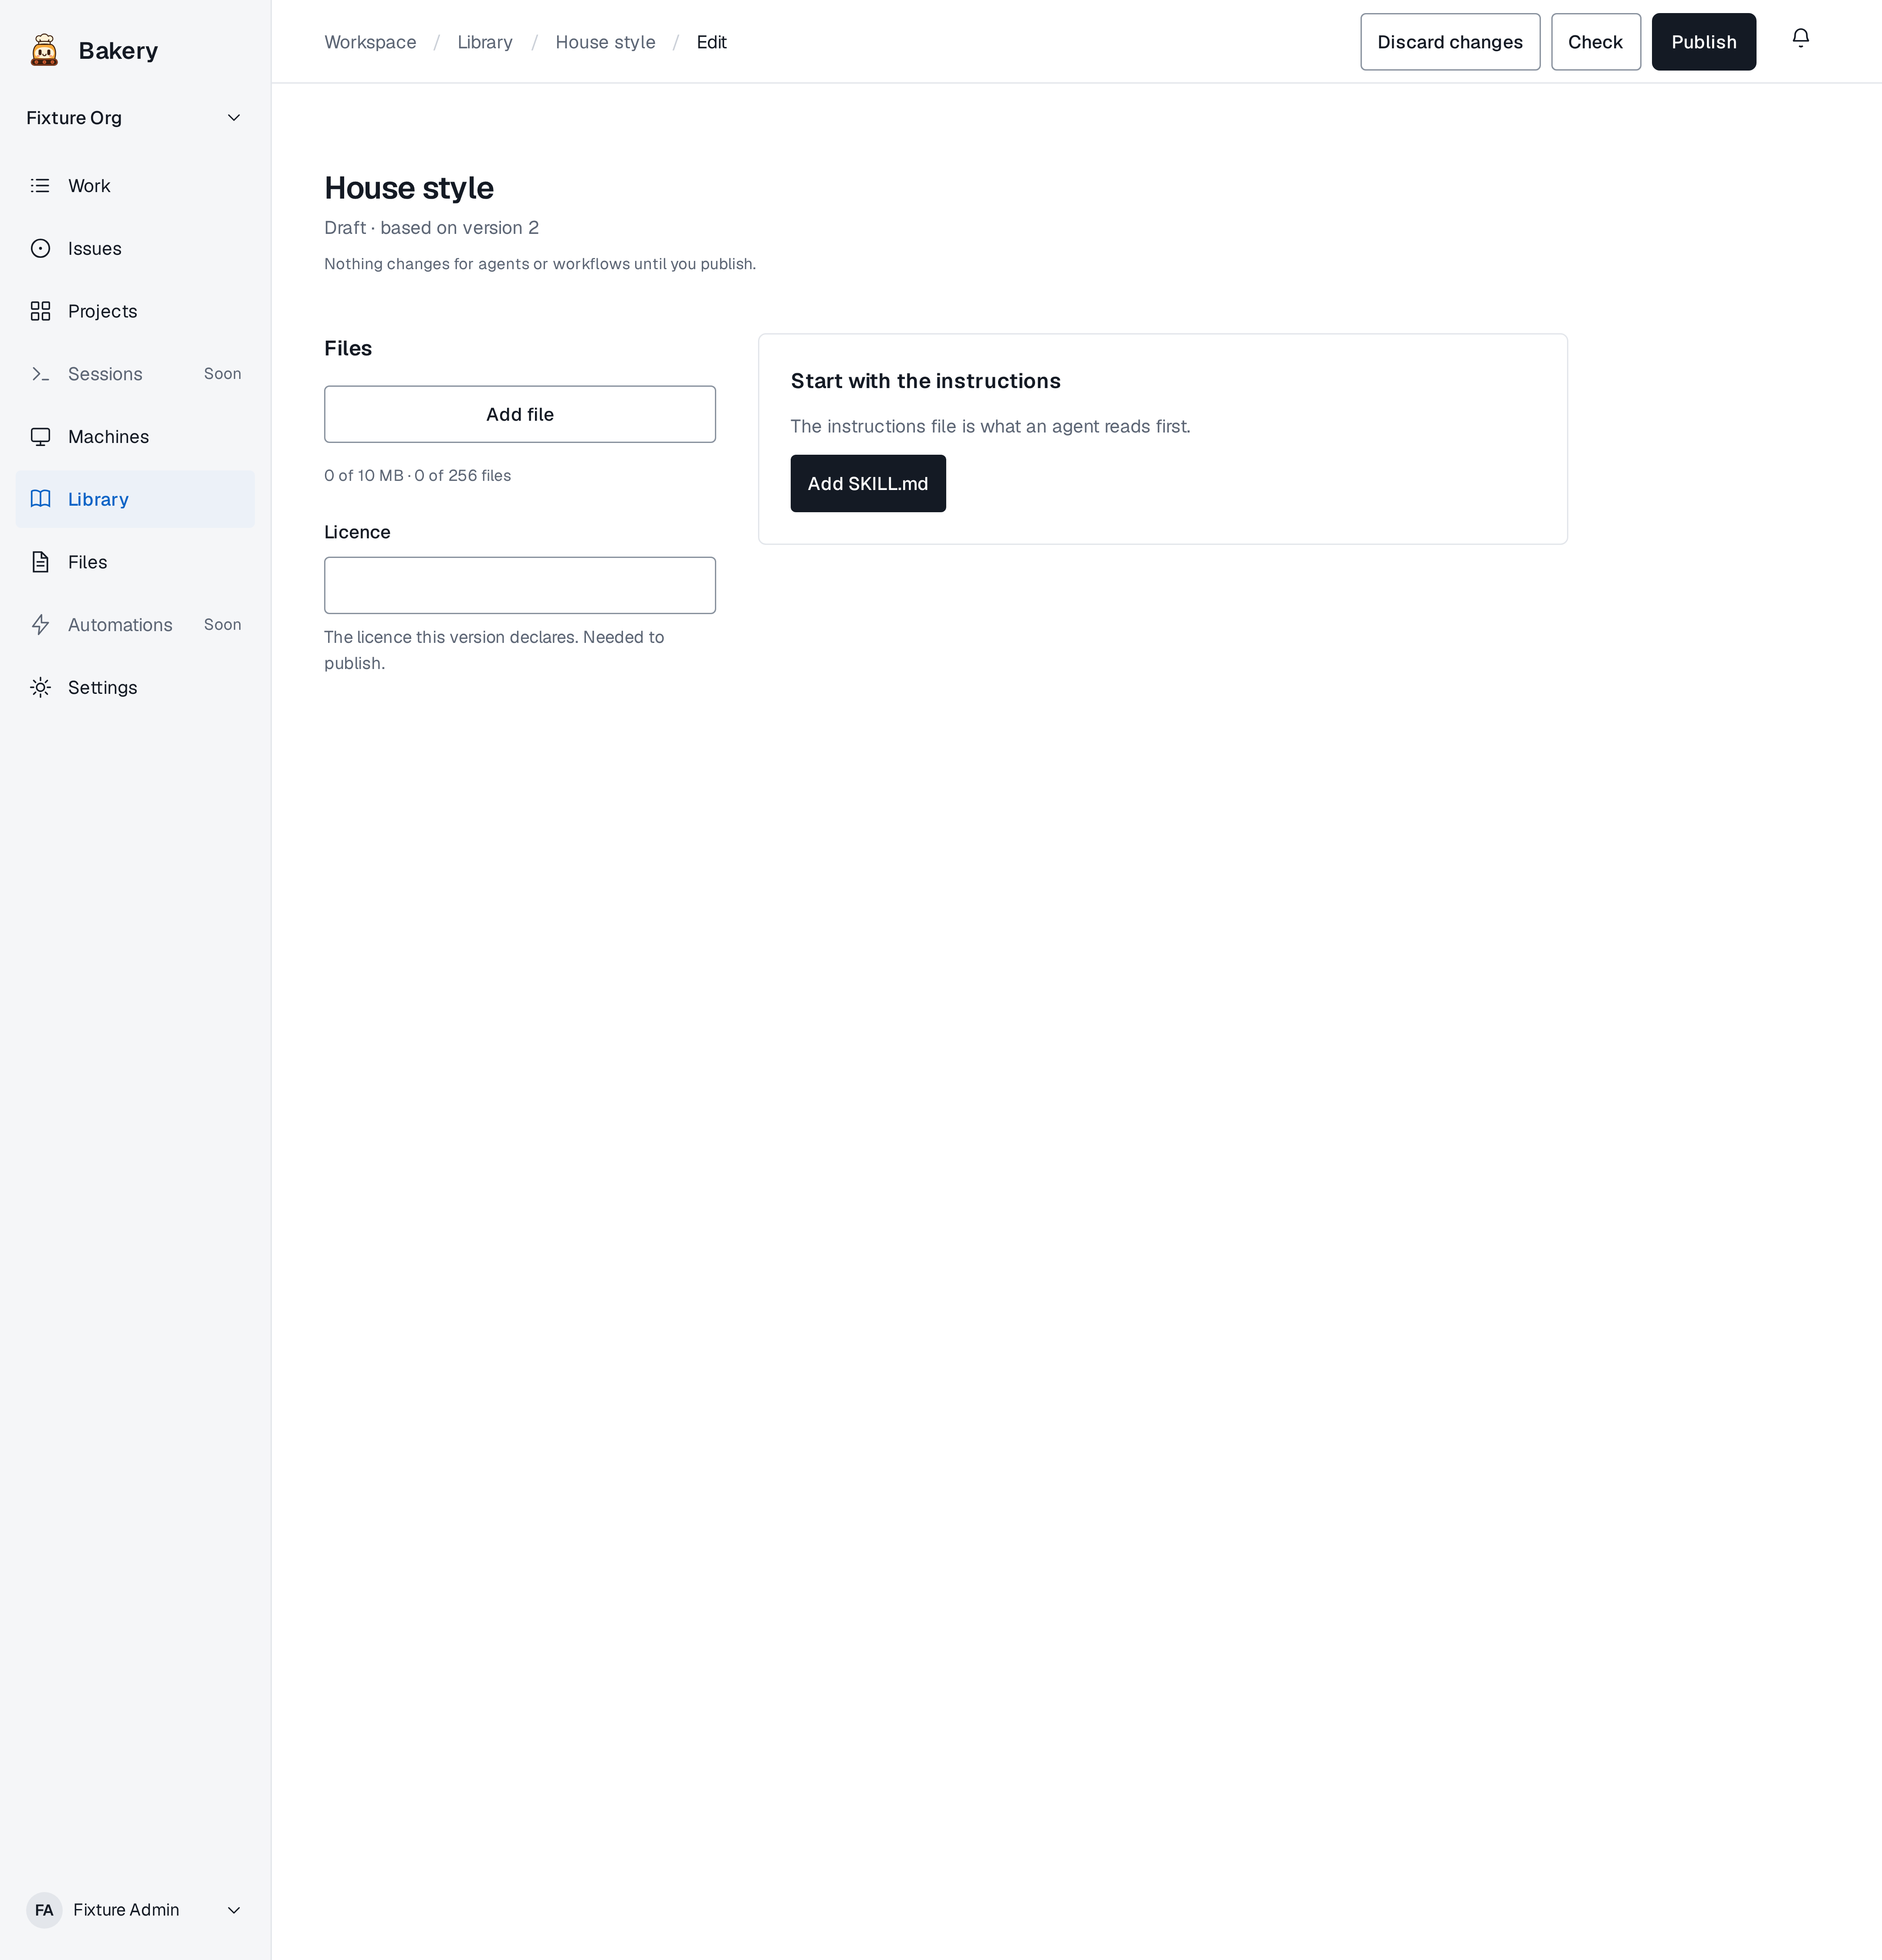 Bakery
Fixture Org
Work
Issues
Projects
Sessions Soon
Machines
Library
Files
Automations Soon
Settings
FA Fixture Admin
Workspace / Library / House style / Edit
Discard changes
Check
Publish
House style
Draft · based on version 2
Nothing changes for agents or workflows until you publish.
Files
Add file
0 of 10 MB · 0 of 256 files
Licence
The licence this version declares. Needed to
publish.
Start with the instructions
The instructions file is what an agent reads first.
Add SKILL.md